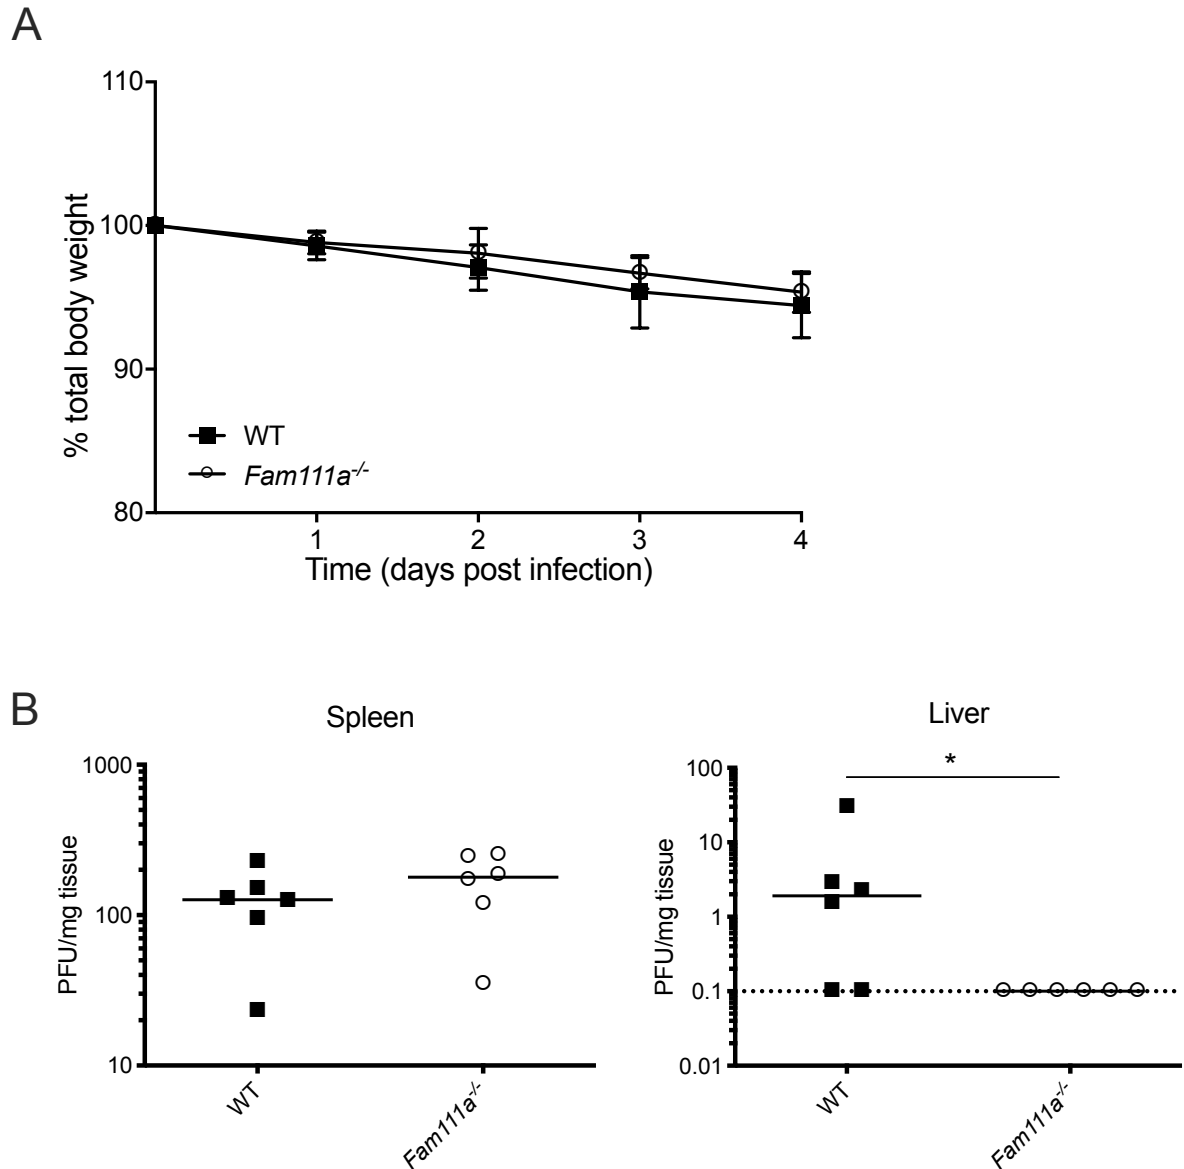 A
110
100
90
80
% total body weight
WT
Fam111a-/-
1 2 3 4
Time (days post infection)
B
Spleen
1000
100
10
PFU/mg tissue
WT
Fam111a-/-
Liver
*
100
10
1
0.1
0.01
PFU/mg tissue
WT
Fam111a-/-